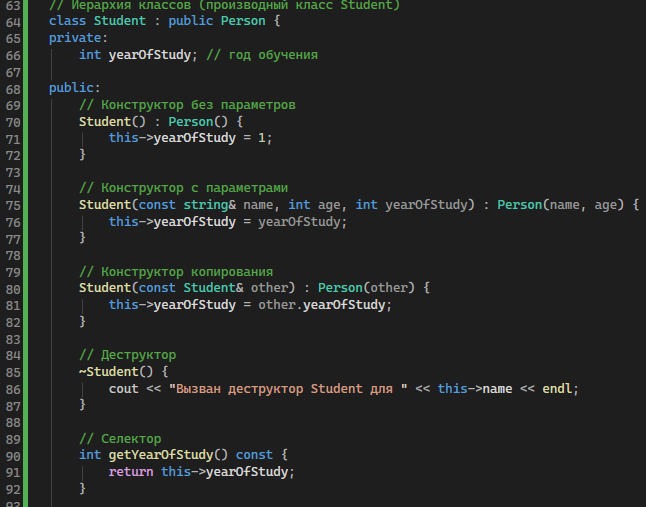 63 // Иерархия классов (производный класс Student)
64 class Student : public Person {
65 private:
66 int yearOfStudy; // год обучения
67
68 public:
69 // Конструктор без параметров
70 Student() : Person() {
71 this->yearOfStudy = 1;
72 }
73
74 // Конструктор с параметрами
75 Student(const string& name, int age, int yearOfStudy) : Person(name, age) {
76 this->yearOfStudy = yearOfStudy;
77 }
78
79 // Конструктор копирования
80 Student(const Student& other) : Person(other) {
81 this->yearOfStudy = other.yearOfStudy;
82 }
83
84 // Деструктор
85 ~Student() {
86 cout << "Вызван деструктор Student для " << this->name << endl;
87 }
88
89 // Селектор
90 int getYearOfStudy() const {
91 return this->yearOfStudy;
92 }
93